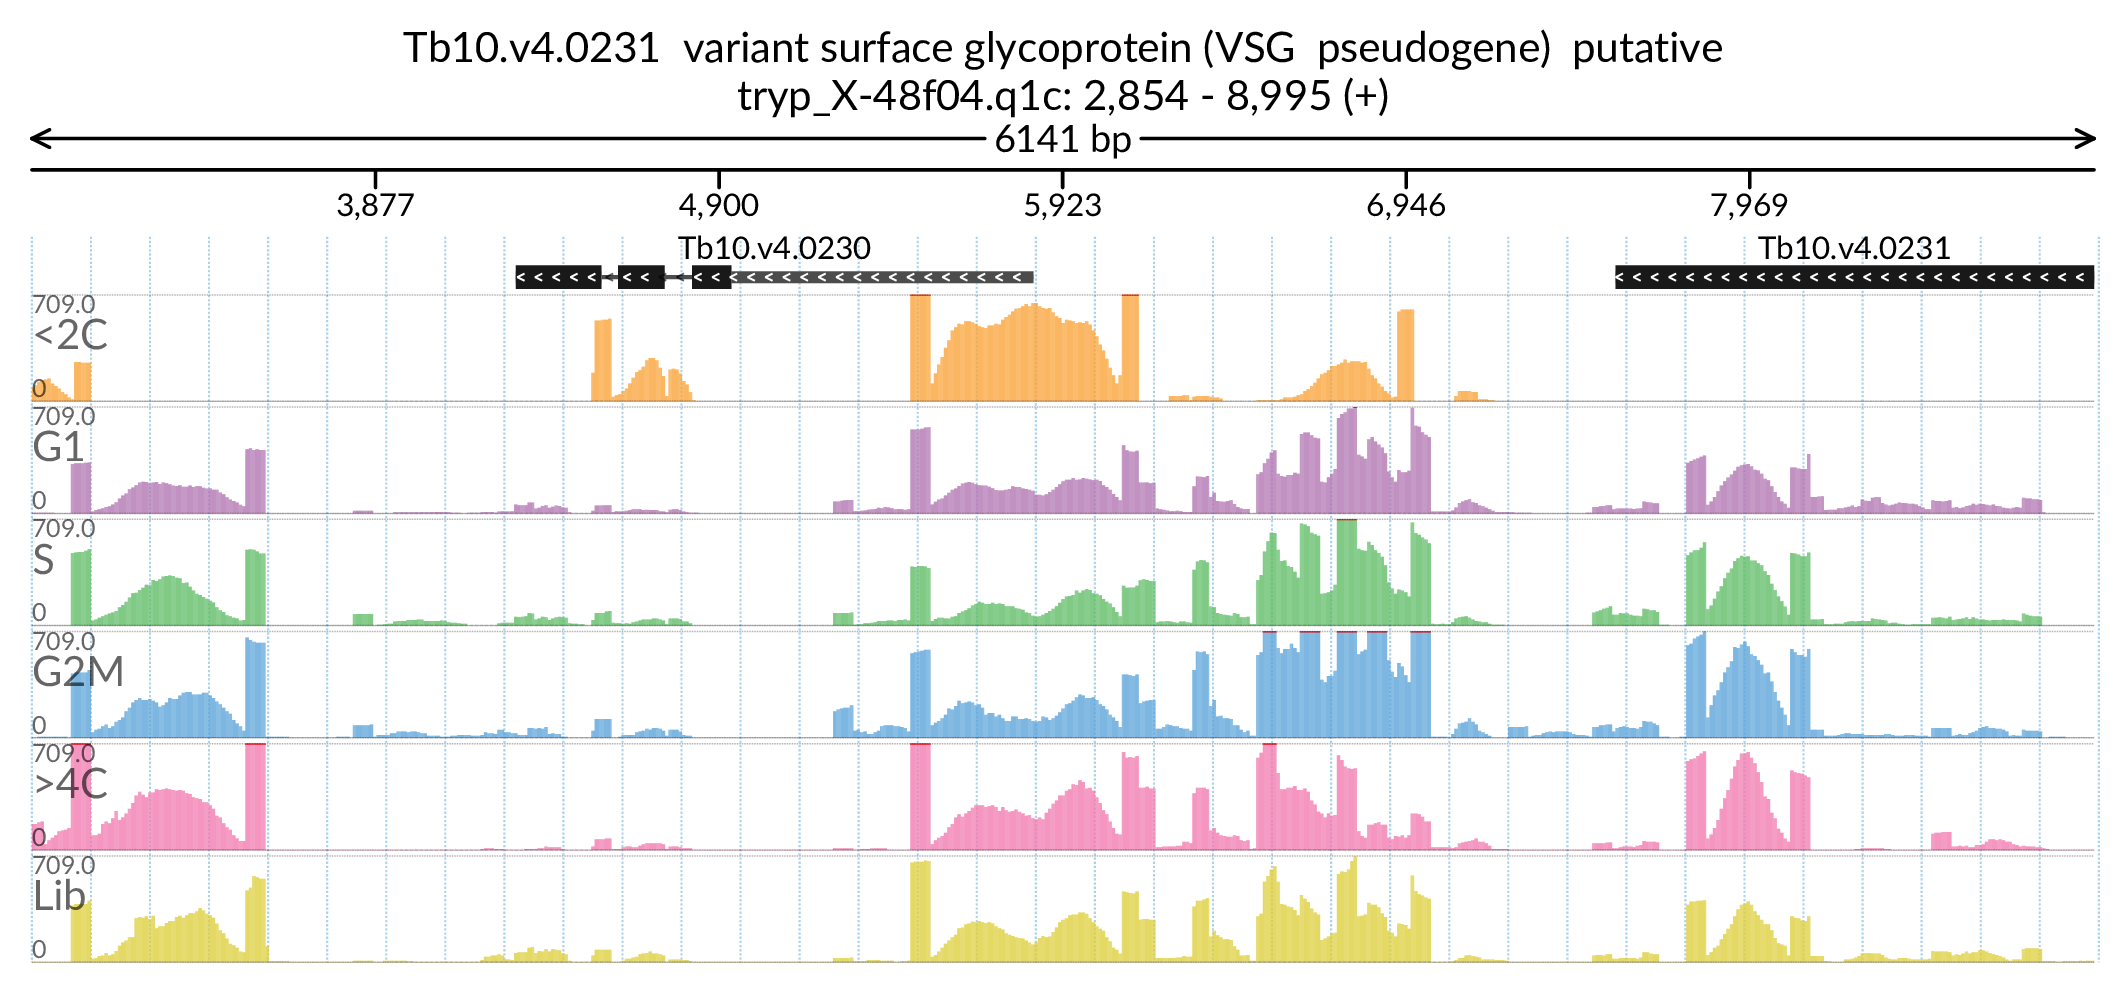 Tb10.v4.0231 variant surface glycoprotein (VSG pseudogene) putative
tryp_X-48f04.q1c: 2,854 - 8,995 (+)
6141 bp
3,877 4,900 5,923 6,946 7,969
Tb10.v4.0230 Tb10.v4.0231
709.0
<2C
0
709.0
G1
0
709.0
S
0
709.0
G2M
0
709.0
>4C
0
709.0
Lib
0